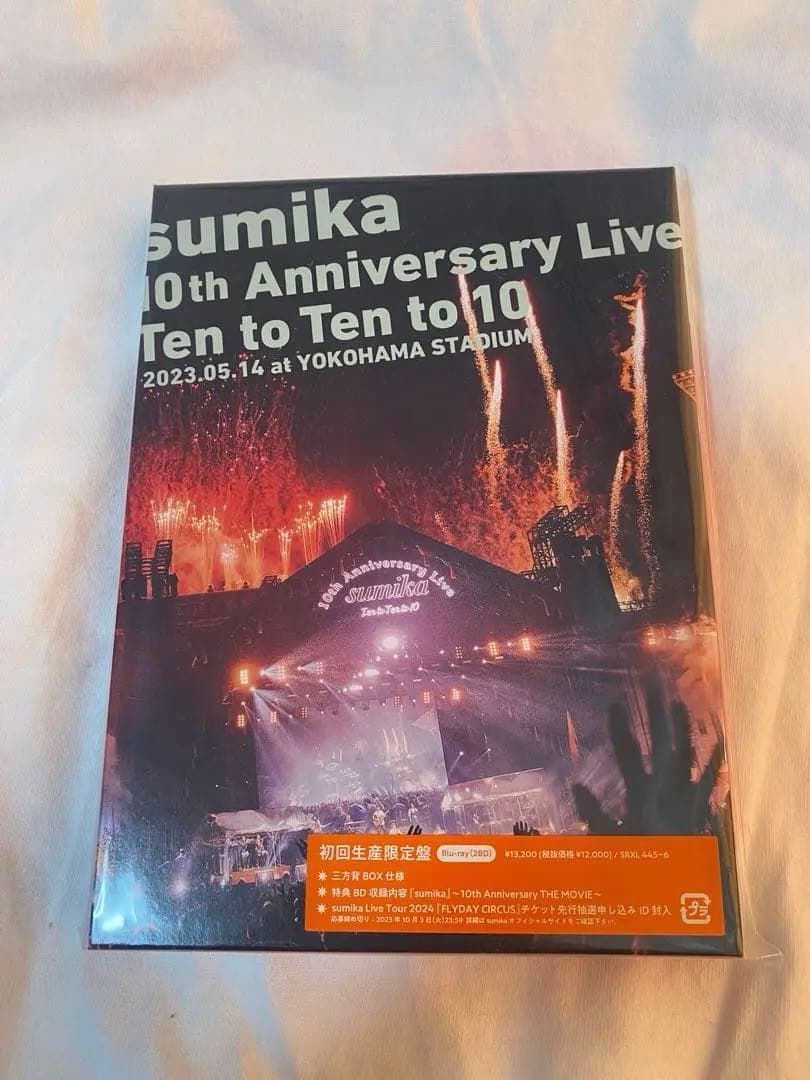 sumika
10th Anniversary Live
Ten to Ten to 10
2023.05.14 at YOKOHAMA STADIUM
10th Anniversary Live
sumika
Ten to Ten to 10
初回生産限定盤 Blu-ray(2BD) ¥13,200 (税抜価格 ¥12,000) / SRXL 445-6
三方背 BOX 仕様
特典 BD 収録内容「sumika」~10th Anniversary THE MOVIE~
sumika Live Tour 2024『FLYDAY CIRCUS』チケット先行抽選申し込み ID 封入
応募締め切り:2023 年 10 月 3 日(火)23:59 詳細は sumika オフィシャルサイトをご確認下さい。
プラ